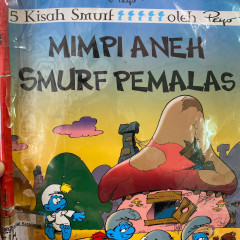 5 Kisah Smurf oleh Peyo
MIMPI ANEH
SMURF PEMALAS